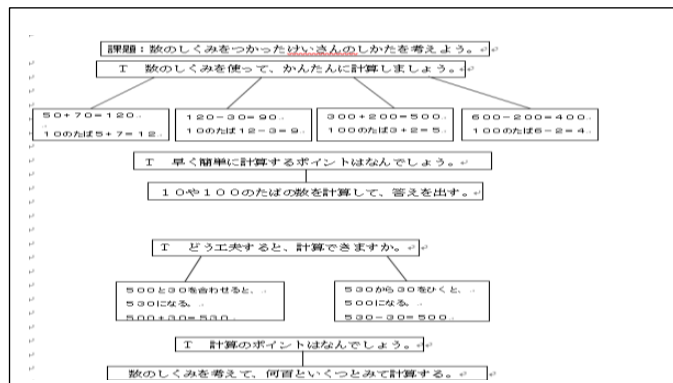 課題：数のしくみをつかったけいさんのしかたを考えよう。
T　数のしくみを使って、かんたんに計算しましょう。
50+70=120
10のたば5+7=12
120-30=90
10のたば12-3=9
300+200=500
100のたば3+2=5
600-200=400
100のたば6-2=4
T　早く簡単に計算するポイントはなんでしょう。
10や100のたばの数を計算して、答えを出す。
T　どう工夫すると、計算できますか。
500と30を合わせると、
530になる。
500+30=530
530から30をひくと、
500になる。
530-30=500
T　計算のポイントはなんでしょう。
数のしくみを考えて、何百といくつとみて計算する。